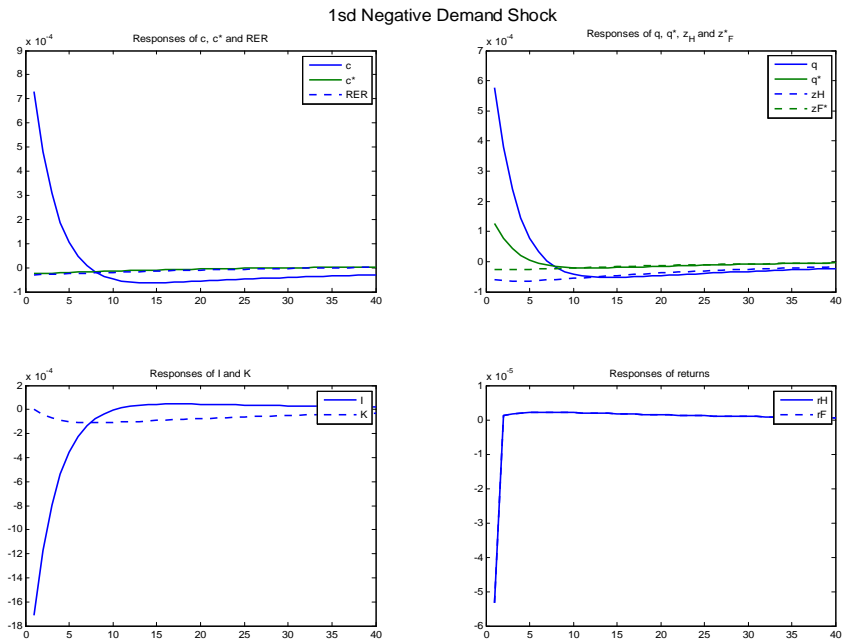 1sd Negative Demand Shock
Responses of c, c* and RER
x 10⁻⁴
9
8
7
6
5
4
3
2
1
0
-1
0 5 10 15 20 25 30 35 40
c
c*
RER
Responses of q, q*, z_H and z*_F
x 10⁻⁴
7
6
5
4
3
2
1
0
-1
0 5 10 15 20 25 30 35 40
q
q*
zH
zF*
Responses of I and K
x 10⁻⁴
2
0
-2
-4
-6
-8
-10
-12
-14
-16
-18
0 5 10 15 20 25 30 35 40
I
K
Responses of returns
x 10⁻⁵
1
0
-1
-2
-3
-4
-5
-6
0 5 10 15 20 25 30 35 40
rH
rF